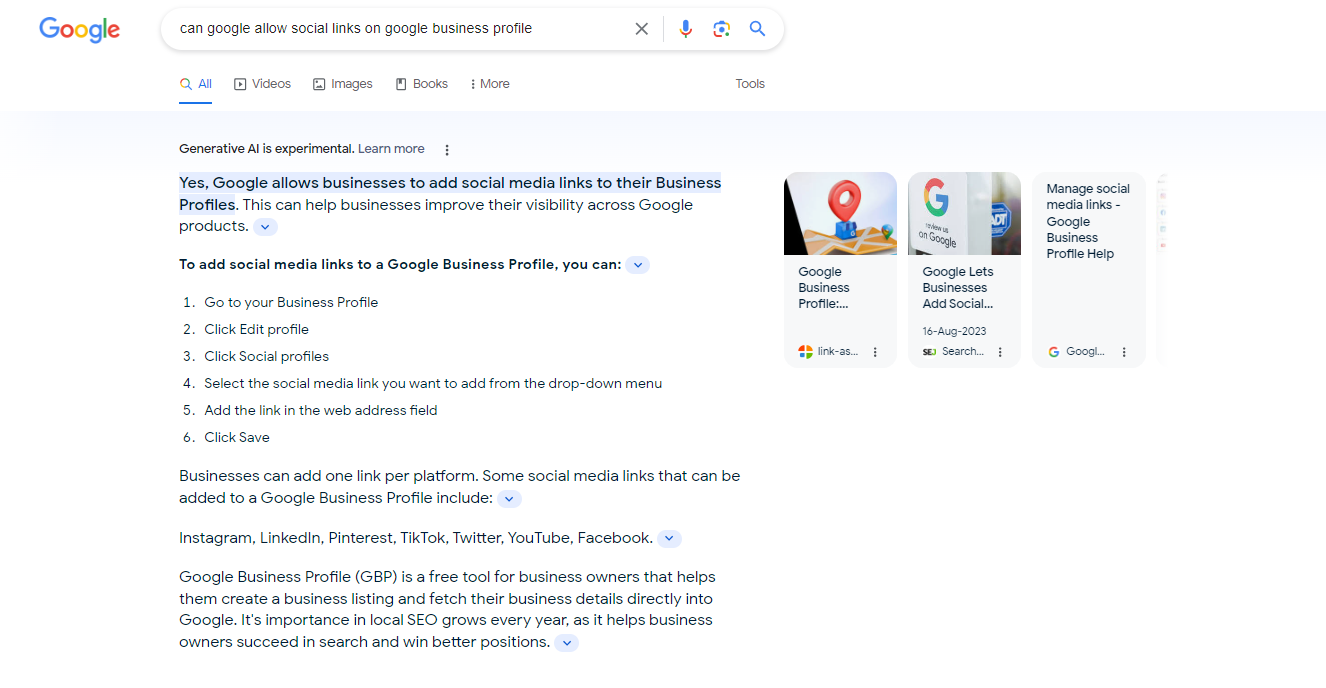 Google
can google allow social links on google business profile
All Videos Images Books More Tools
Generative AI is experimental. Learn more
Yes, Google allows businesses to add social media links to their Business
Profiles. This can help businesses improve their visibility across Google
products.
To add social media links to a Google Business Profile, you can:
1. Go to your Business Profile
2. Click Edit profile
3. Click Social profiles
4. Select the social media link you want to add from the drop-down menu
5. Add the link in the web address field
6. Click Save
Businesses can add one link per platform. Some social media links that can be
added to a Google Business Profile include:
Instagram, LinkedIn, Pinterest, TikTok, Twitter, YouTube, Facebook.
Google Business Profile (GBP) is a free tool for business owners that helps
them create a business listing and fetch their business details directly into
Google. It's importance in local SEO grows every year, as it helps business
owners succeed in search and win better positions.
Google
Business
Profile:...
link-as...
G
review us
on Google
ADT
Google Lets
Businesses
Add Social...
16-Aug-2023
SEJ Search...
Manage social
media links -
Google
Business
Profile Help
G Googl...